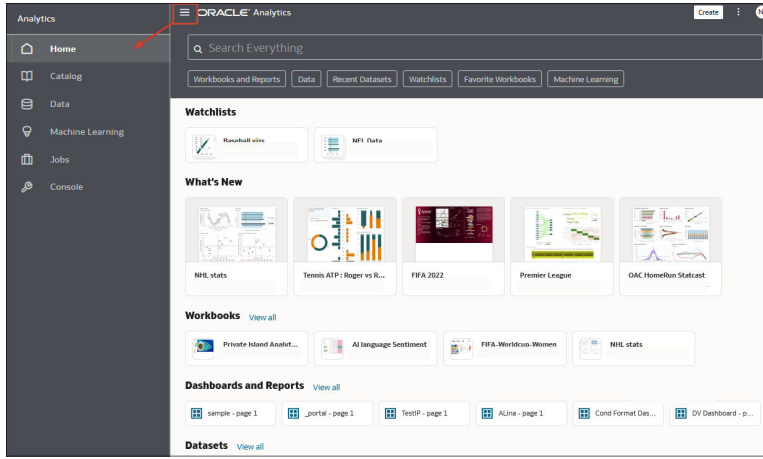 Analytics
Home
Catalog
Data
Machine Learning
Jobs
Console
ORACLE Analytics
Create
N
Search Everything
Workbooks and Reports Data Recent Datasets Watchlists Favorite Workbooks Machine Learning
Watchlists
Baseball vizs NFL Data
What's New
NHL stats Tennis ATP : Roger vs R... FIFA 2022 Premier League OAC HomeRun Statcast
Workbooks View all
Private Island Analyt... AI language Sentiment FIFA-Worldcup-Women NHL stats
Dashboards and Reports View all
sample - page 1 _portal - page 1 TestIP - page 1 ALina - page 1 Cond Format Das... DV Dashboard - p...
Datasets View all